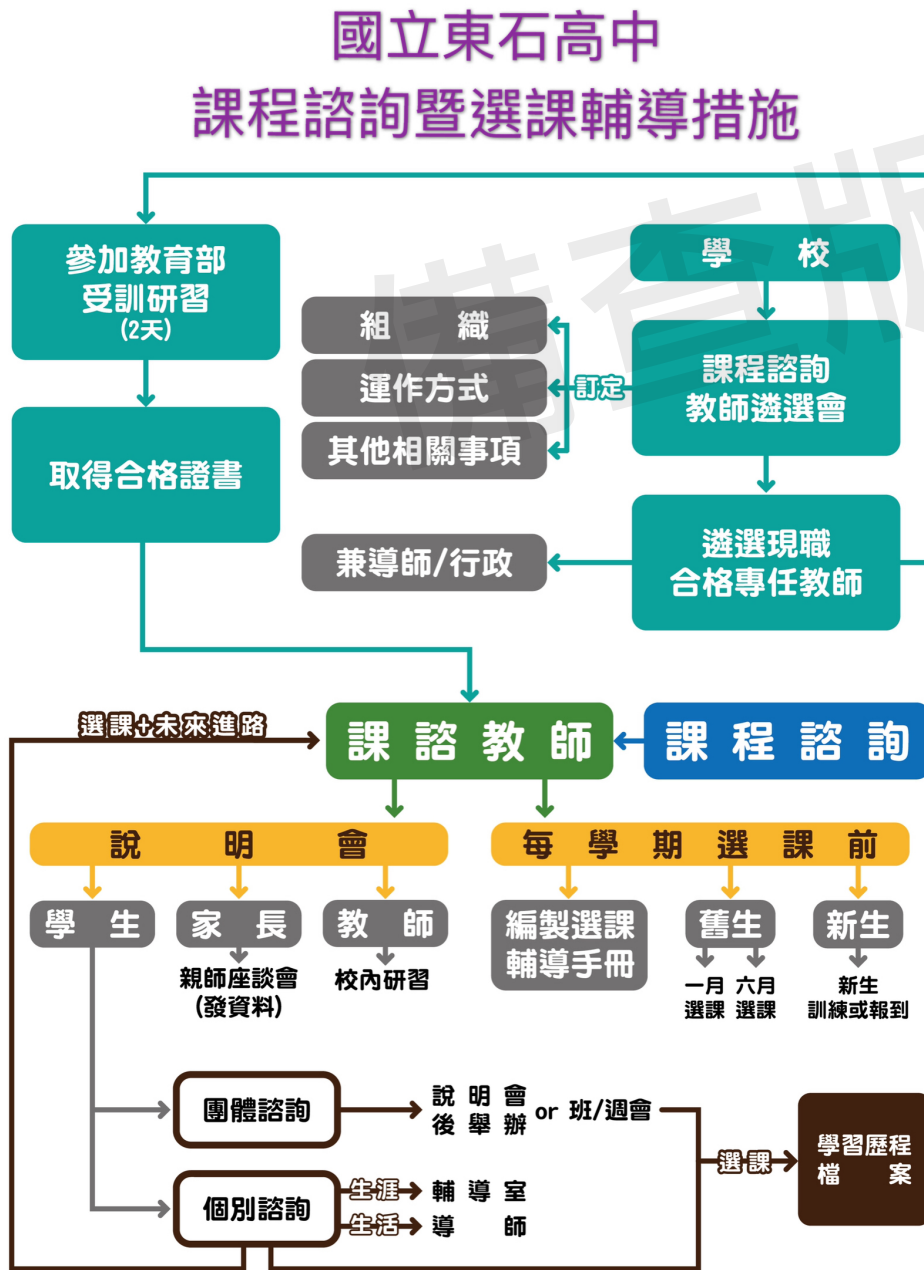 國立東石高中
課程諮詢暨選課輔導措施
備查版
參加教育部
受訓研習
(2天)
取得合格證書
學校
課程諮詢
教師遴選會
訂定
組織
運作方式
其他相關事項
遴選現職
合格專任教師
兼導師/行政
選課+未來進路
課諮教師
課程諮詢
說明會
每學期選課前
學生
家長
教師
親師座談會
(發資料)
校內研習
編製選課
輔導手冊
舊生
新生
一月
選課
六月
選課
新生
訓練或報到
團體諮詢
說明會
後舉辦
or 班/週會
個別諮詢
生涯
輔導室
生活
導師
選課
學習歷程
檔案